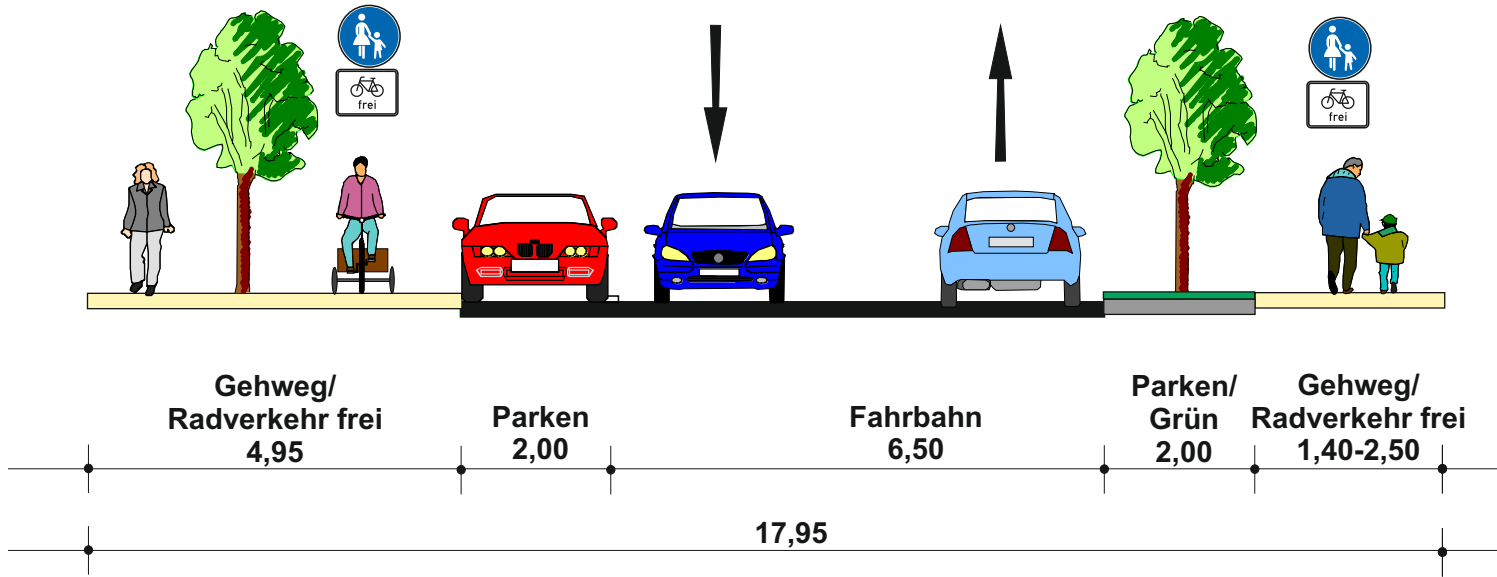 frei
frei
Gehweg/
Radverkehr frei
4,95
Parken
2,00
Fahrbahn
6,50
Parken/
Grün
2,00
Gehweg/
Radverkehr frei
1,40-2,50
17,95